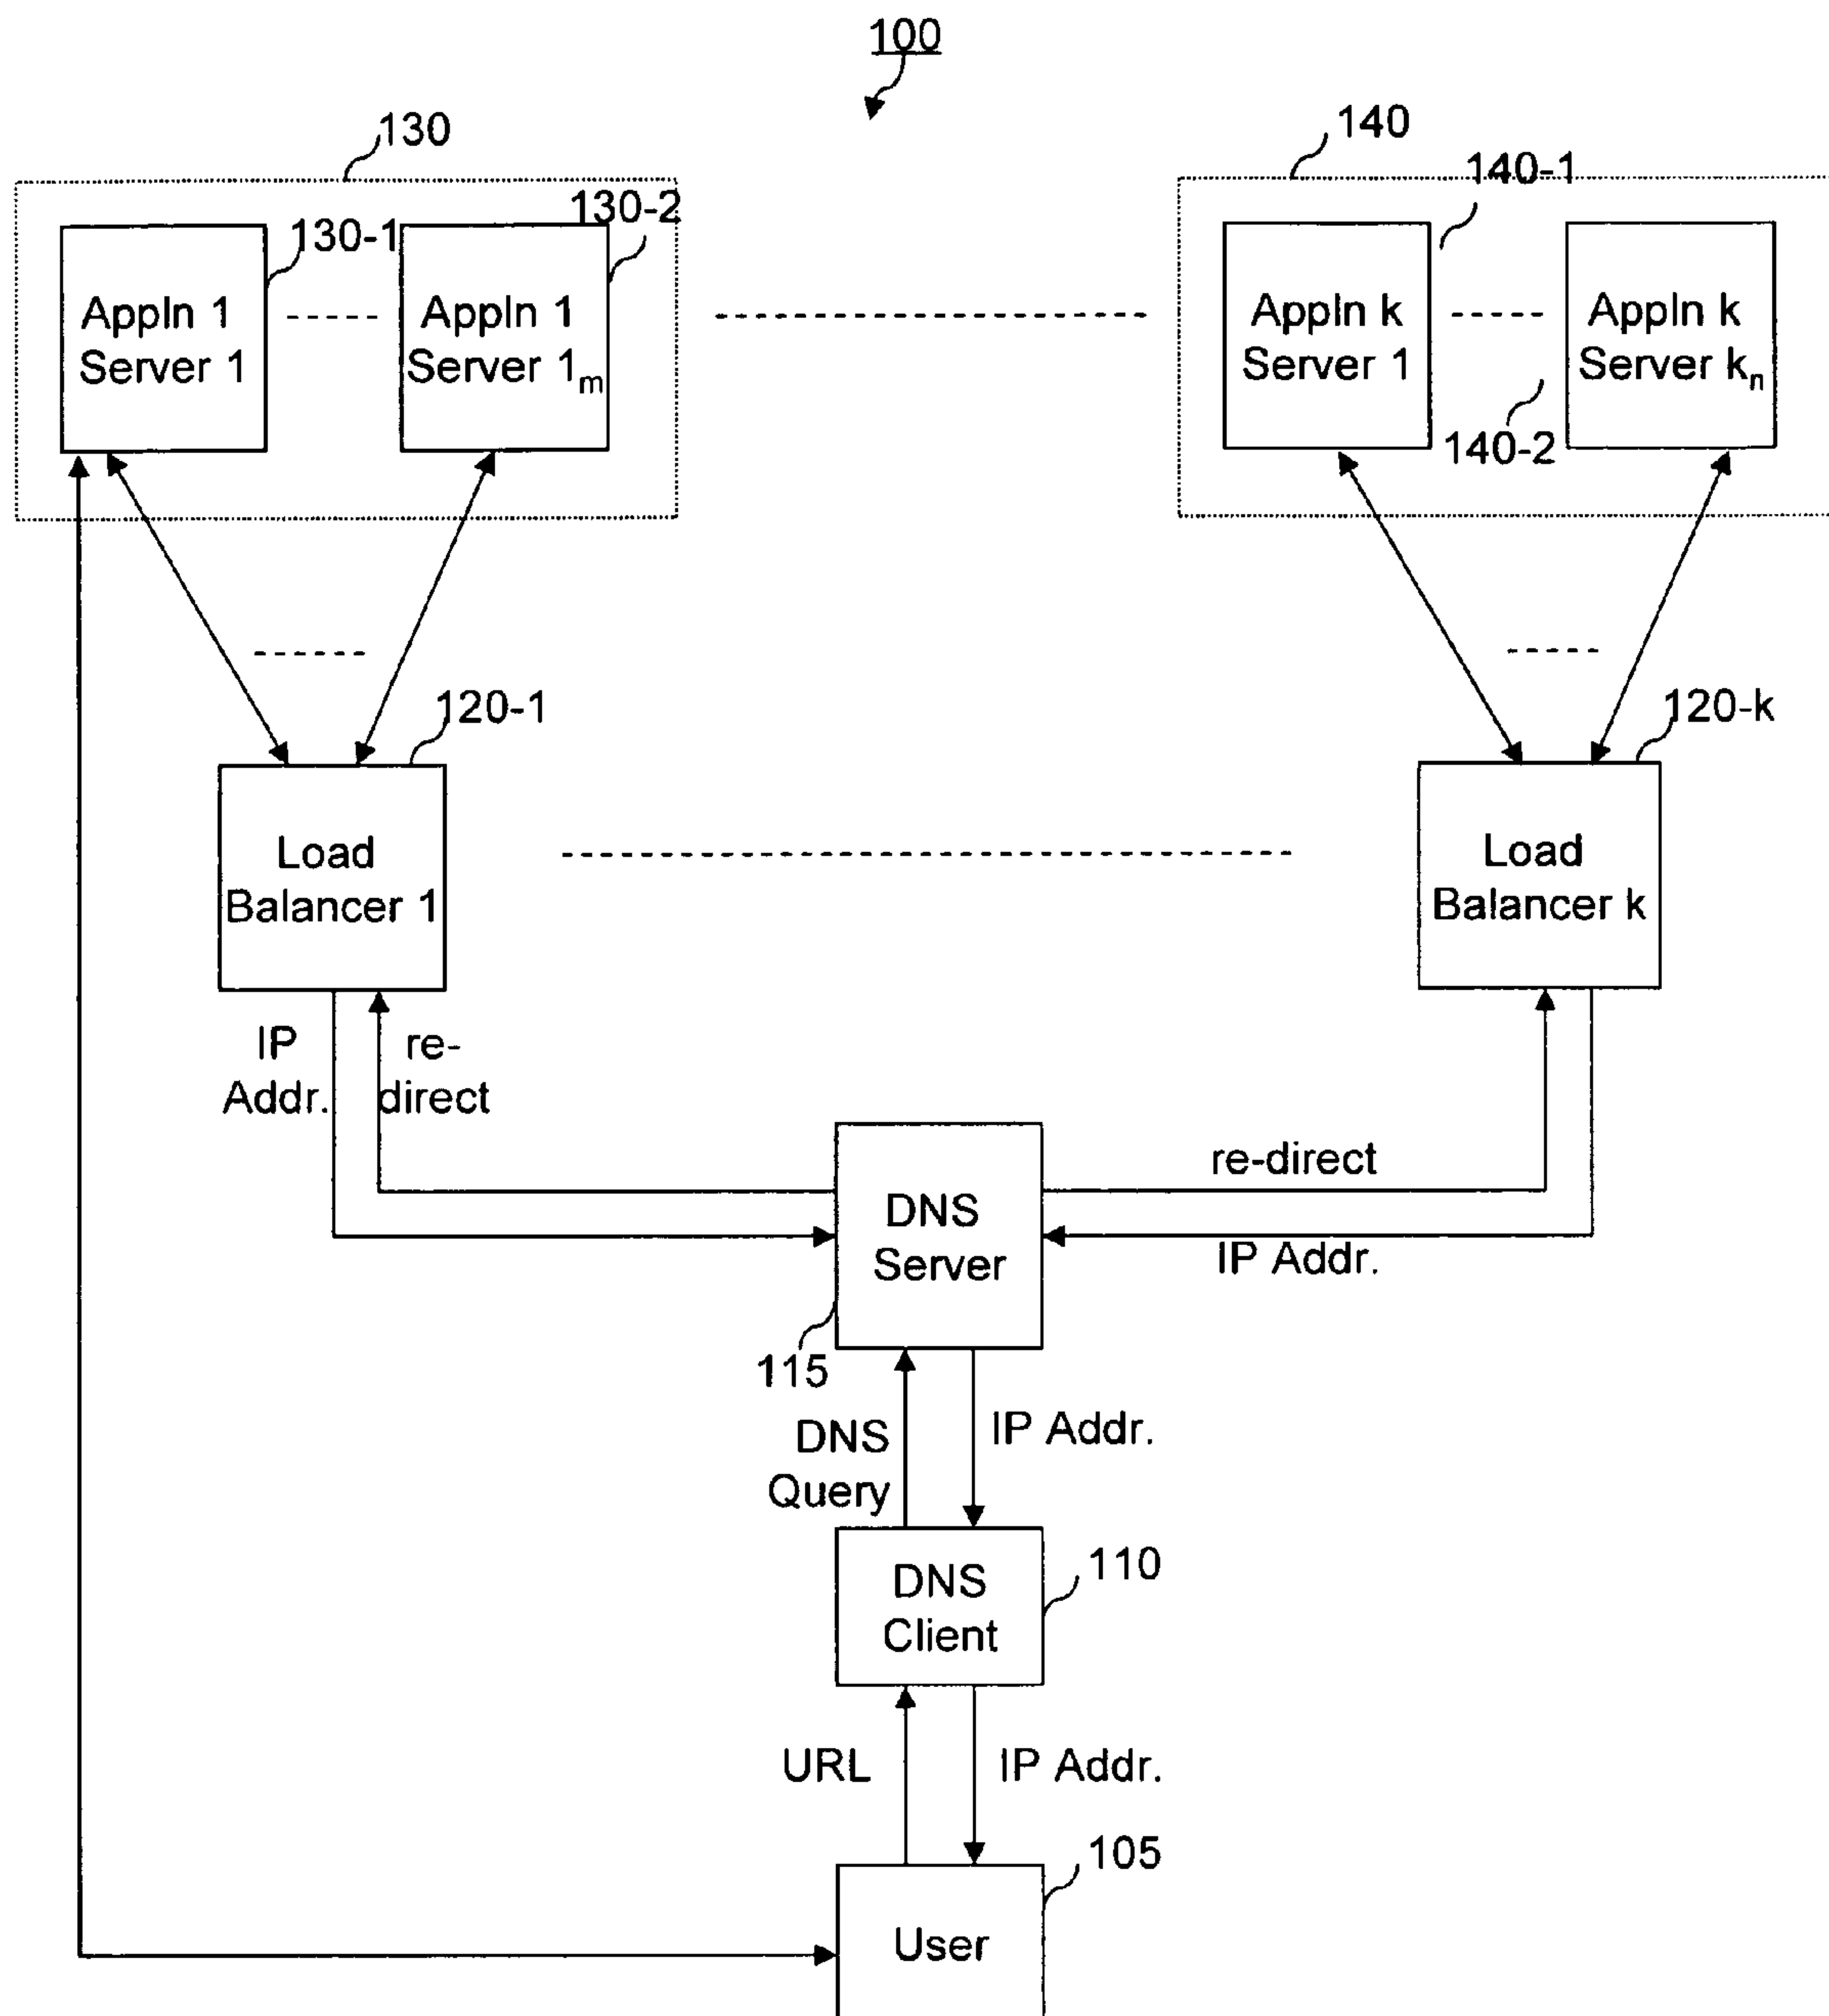 100
130
140
140-1
130-2
130-1
Appln 1
Server 1
Appln 1
Server 1m
Appln k
Server 1
Appln k
Server kn
140-2
120-1
120-k
Load
Balancer 1
Load
Balancer k
IP
Addr.
re-
direct
re-direct
DNS
Server
IP Addr.
115
DNS
Query
IP Addr.
110
DNS
Client
URL
IP Addr.
105
User